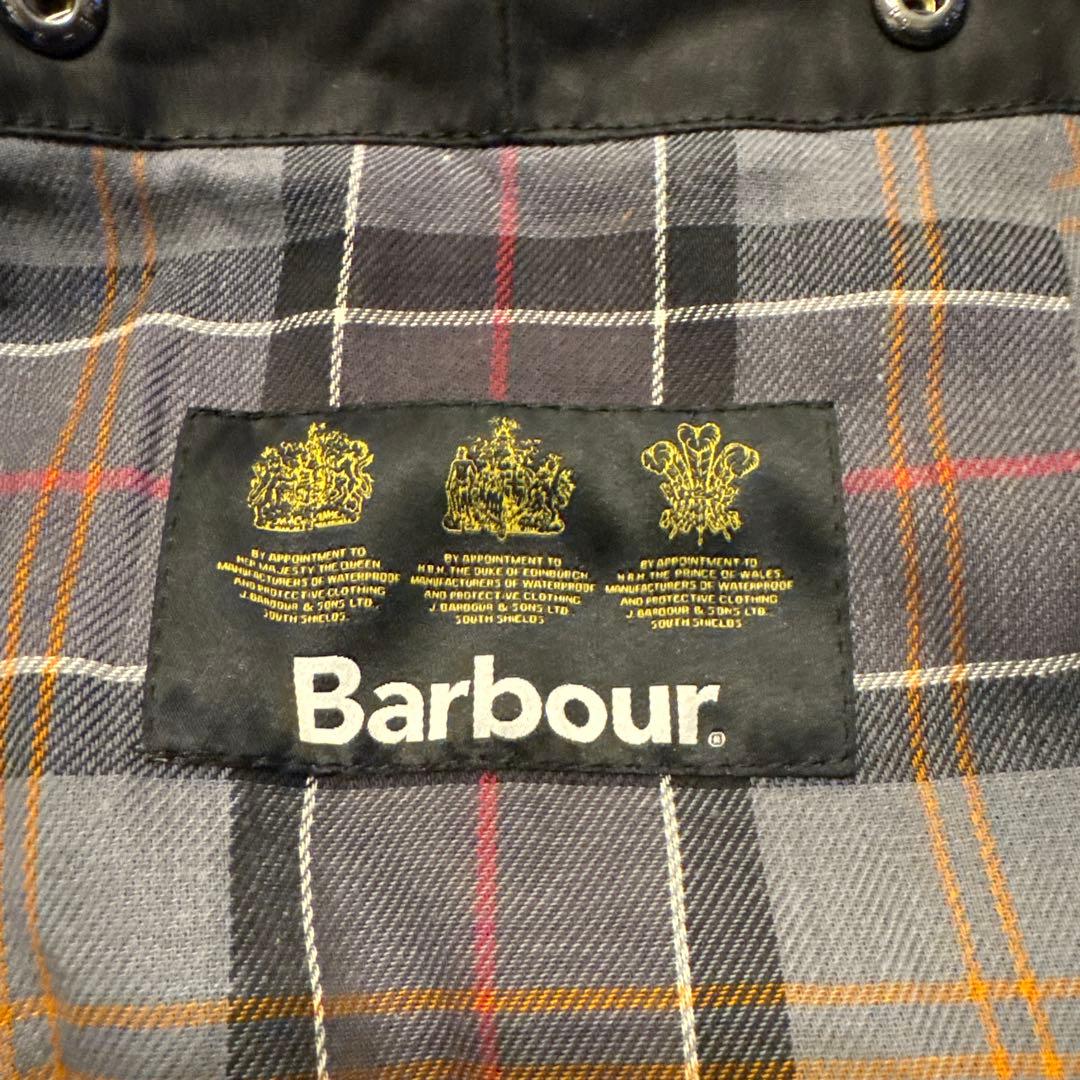 BY APPOINTMENT TO
HER MAJESTY THE QUEEN
MANUFACTURERS OF WATERPROOF
AND PROTECTIVE CLOTHING
J. BARBOUR & SONS LTD.
SOUTH SHIELDS
BY APPOINTMENT TO
H.R.H. THE DUKE OF EDINBURGH
MANUFACTURERS OF WATERPROOF
AND PROTECTIVE CLOTHING
J. BARBOUR & SONS LTD.
SOUTH SHIELDS
BY APPOINTMENT TO
H.R.H. THE PRINCE OF WALES.
MANUFACTURERS OF WATERPROOF
AND PROTECTIVE CLOTHING
J. BARBOUR & SONS LTD.
SOUTH SHIELDS
Barbour®